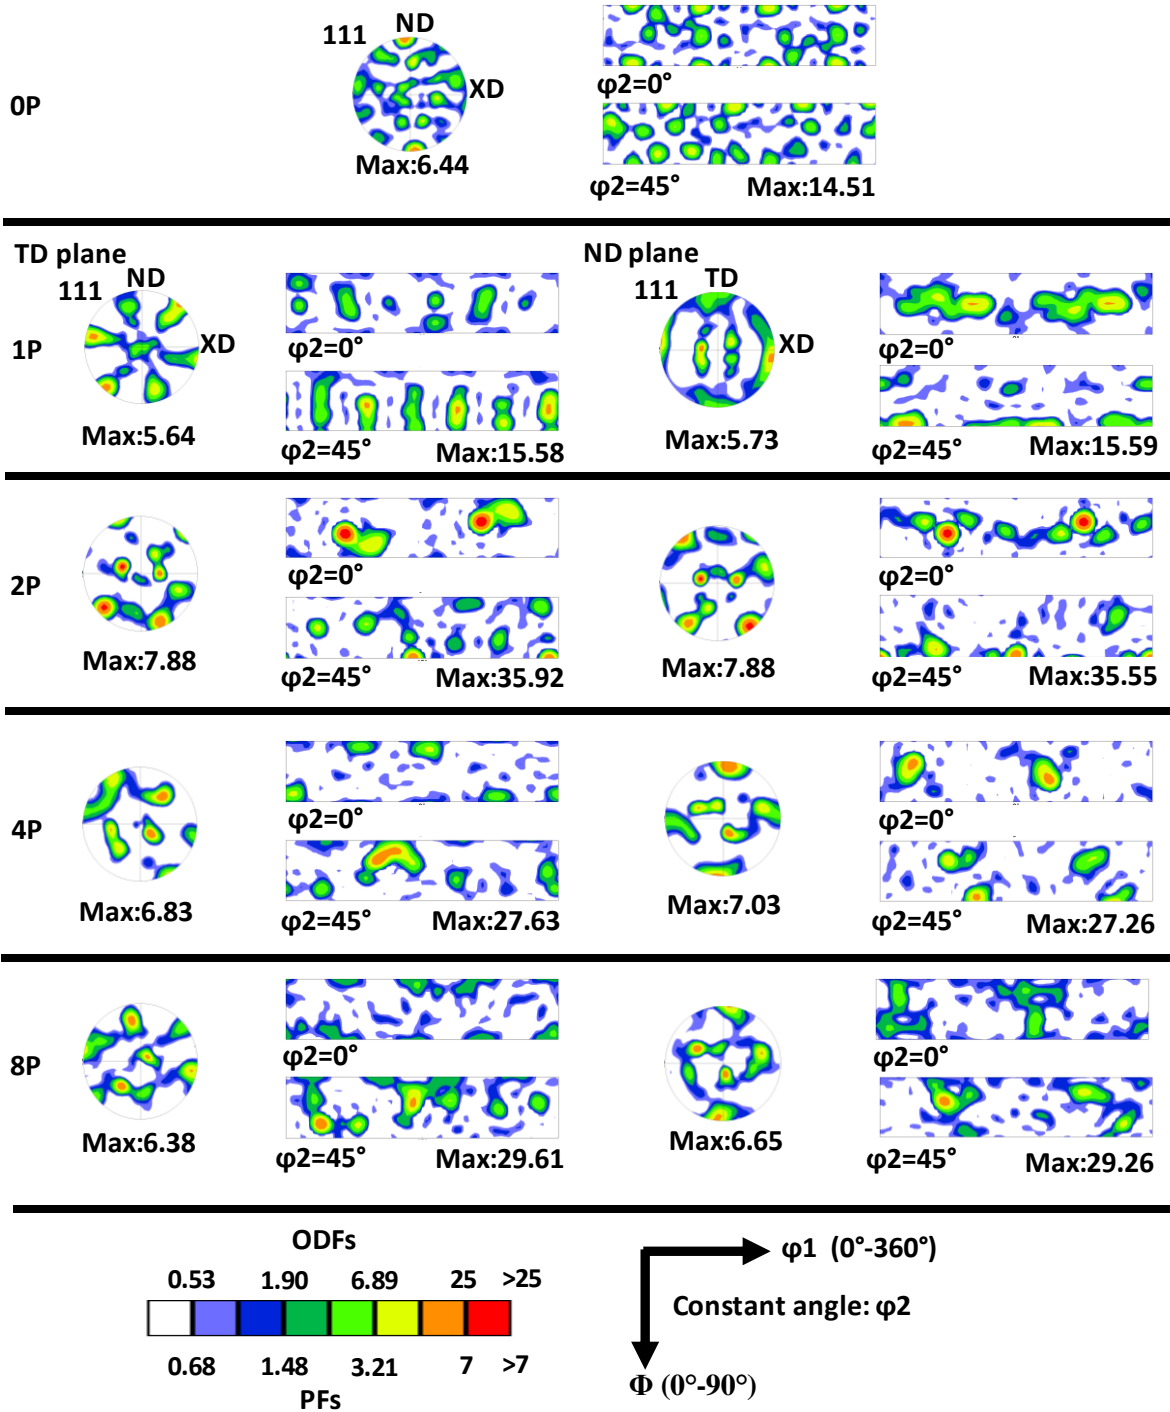 ND
111
XD
0P
φ2=0°
Max:6.44
φ2=45° Max:14.51
TD plane
ND
111
XD
1P
φ2=0°
Max:5.64
φ2=45° Max:15.58
ND plane
TD
111
XD
φ2=0°
Max:5.73
φ2=45° Max:15.59
2P
φ2=0°
Max:7.88
φ2=45° Max:35.92
φ2=0°
Max:7.88
φ2=45° Max:35.55
4P
φ2=0°
Max:6.83
φ2=45° Max:27.63
φ2=0°
Max:7.03
φ2=45° Max:27.26
8P
φ2=0°
Max:6.38
φ2=45° Max:29.61
φ2=0°
Max:6.65
φ2=45° Max:29.26
ODFs
0.53 1.90 6.89 25 >25
0.68 1.48 3.21 7 >7
PFs
φ1 (0°-360°)
Constant angle: φ2
Φ (0°-90°)